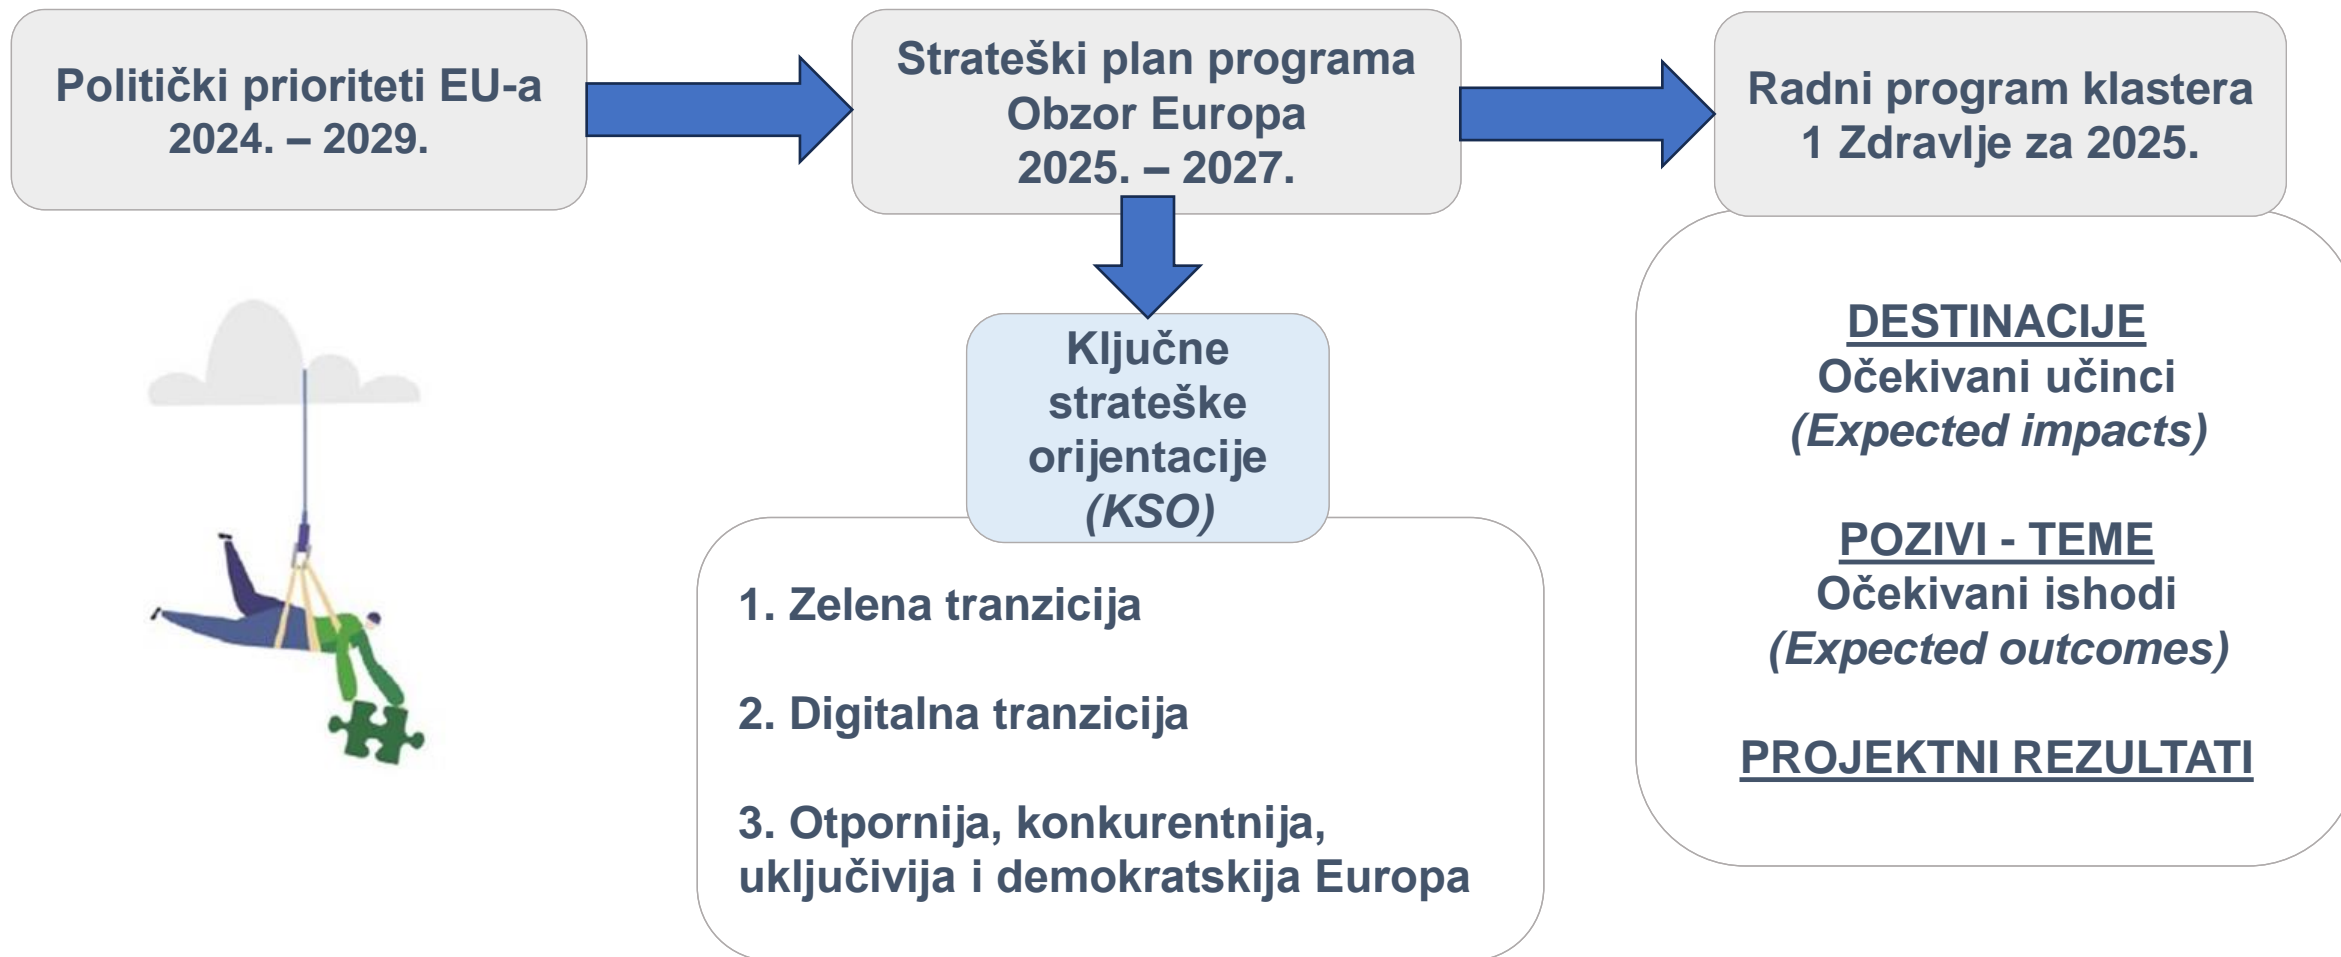 Politički prioriteti EU-a
2024. – 2029.
Strateški plan programa
Obzor Europa
2025. – 2027.
Radni program klastera
1 Zdravlje za 2025.
Ključne
strateške
orijentacije
(KSO)
1. Zelena tranzicija
2. Digitalna tranzicija
3. Otpornija, konkurentnija,
uključivija i demokratskija Europa
DESTINACIJE
Očekivani učinci
(Expected impacts)
POZIVI - TEME
Očekivani ishodi
(Expected outcomes)
PROJEKTNI REZULTATI